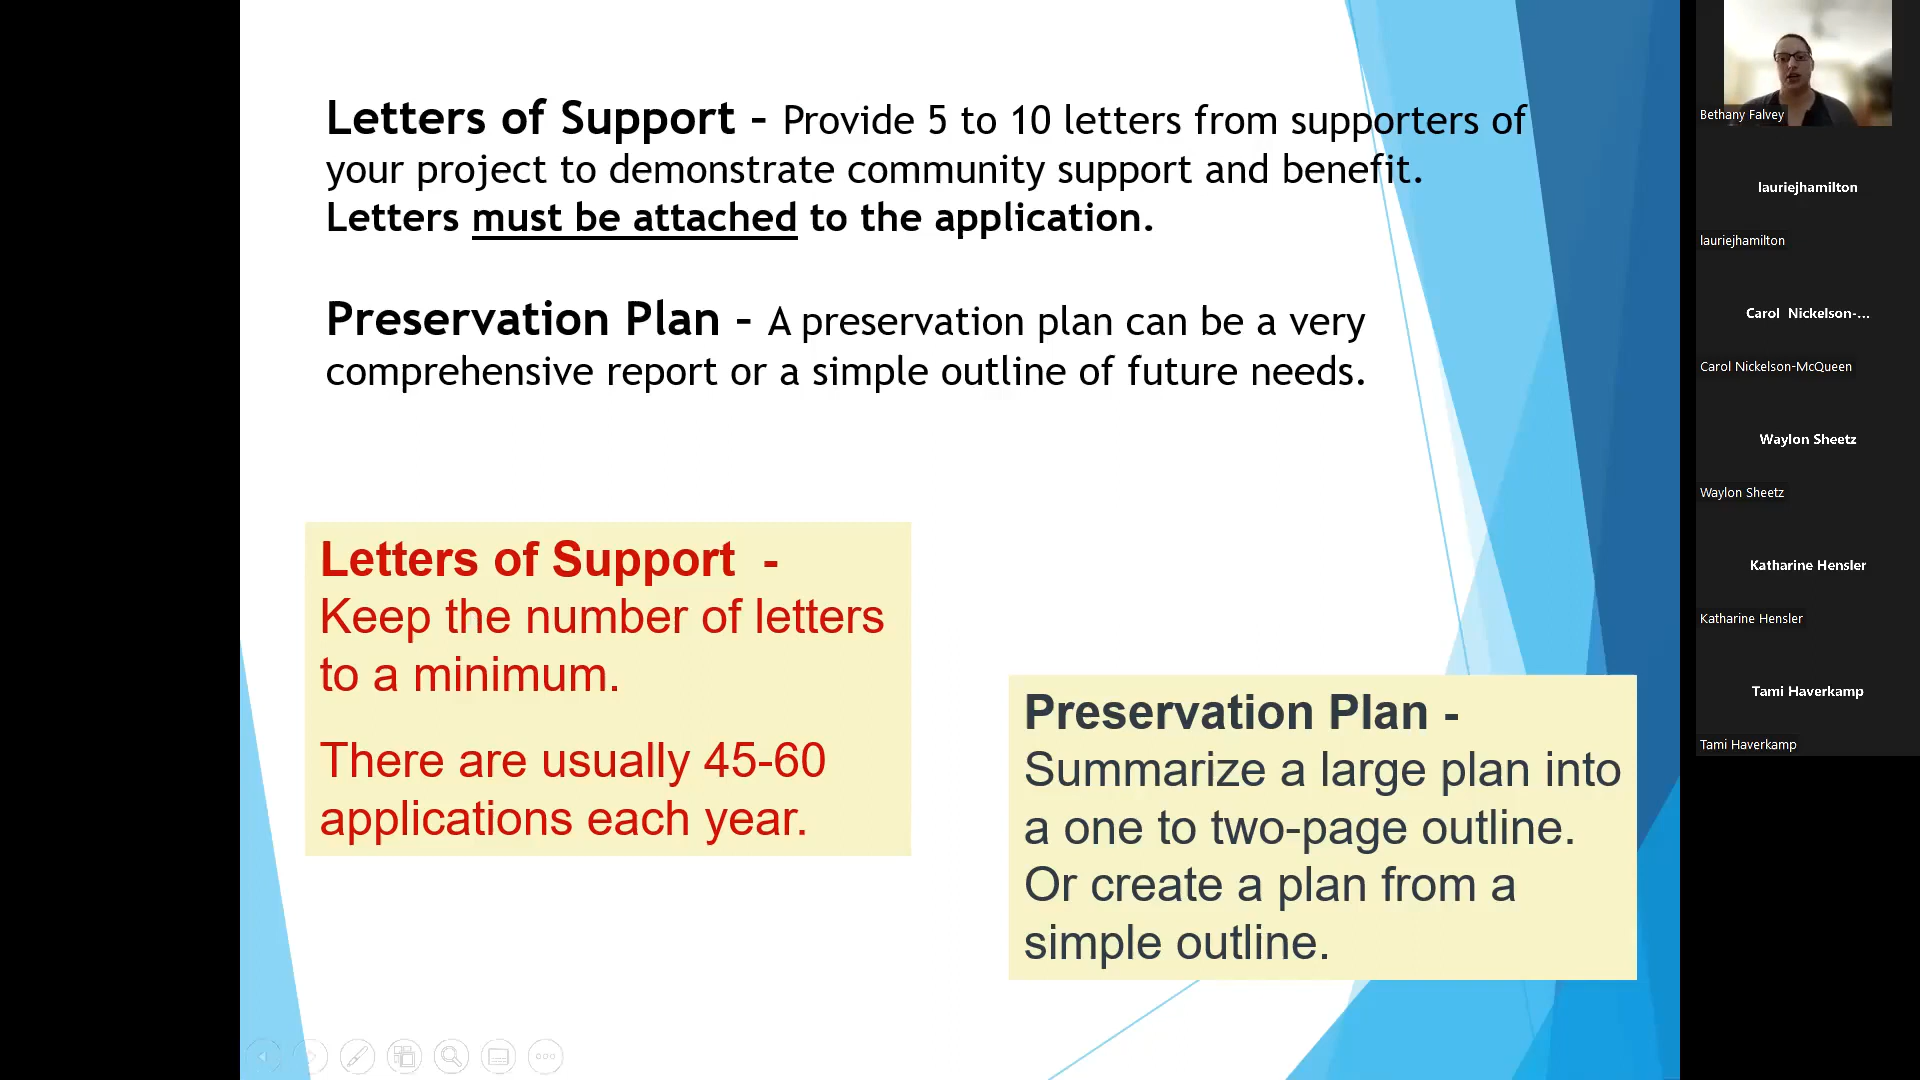 Letters of Support – Provide 5 to 10 letters from supporters of
your project to demonstrate community support and benefit.
Letters must be attached to the application.
Preservation Plan – A preservation plan can be a very
comprehensive report or a simple outline of future needs.
Letters of Support -
Keep the number of letters
to a minimum.
There are usually 45-60
applications each year.
Preservation Plan -
Summarize a large plan into
a one to two-page outline.
Or create a plan from a
simple outline.
Bethany Falvey
lauriejhamilton
lauriejhamilton
Carol Nickelson-...
Carol Nickelson-McQueen
Waylon Sheetz
Waylon Sheetz
Katharine Hensler
Katharine Hensler
Tami Haverkamp
Tami Haverkamp